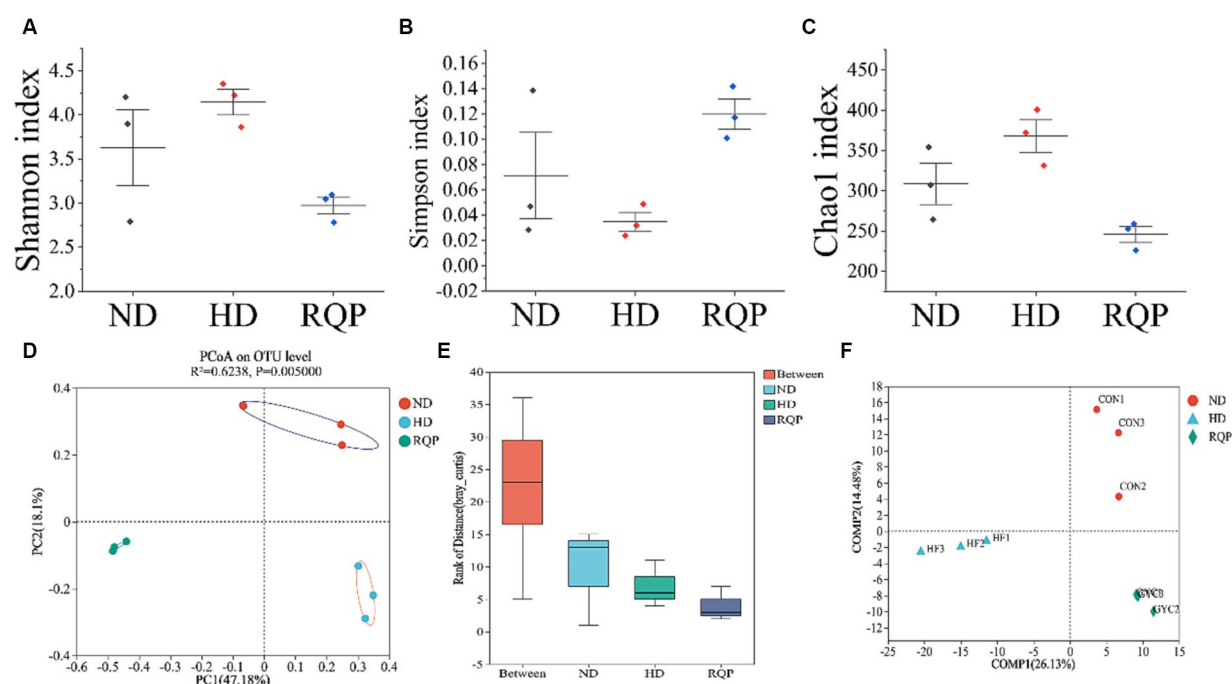 A
Shannon index
4.5
4.0
3.5
3.0
2.5
2.0
ND HD RQP
B
Simpson index
0.16
0.14
0.12
0.10
0.08
0.06
0.04
0.02
0.00
-0.02
ND HD RQP
C
Chao1 index
450
400
350
300
250
200
ND HD RQP
D
PCoA on OTU level
R²=0.6238, P=0.005000
PC2(18.1%)
0.4
0.2
0
-0.2
-0.4
-0.6 -0.5 -0.4 -0.3 -0.2 -0.1 0 0.1 0.2 0.3 0.4
PC1(47.18%)
ND
HD
RQP
E
Rank of Distance(bray_curtis)
40
35
30
25
20
15
10
5
0
-5
Between ND HD RQP
Between
ND
HD
RQP
F
COMP2(14.48%)
18
16
14
12
10
8
6
4
2
0
-2
-4
-6
-8
-10
-12
-14
CON1
CON3
CON2
HF3
HF2
HF1
GYC2
-25 -20 -15 -10 -5 0 5 10 15
COMP1(26.13%)
ND
HD
RQP